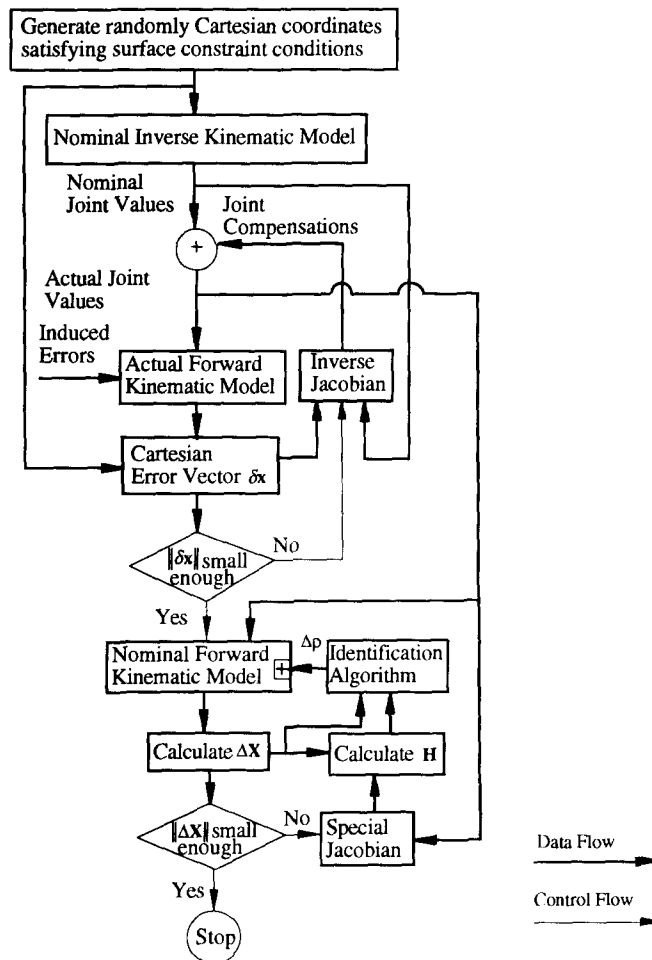 Generate randomly Cartesian coordinates
satisfying surface constraint conditions
Nominal Inverse Kinematic Model
Nominal
Joint Values
Joint
Compensations
+
Actual Joint
Values
Induced
Errors
Actual Forward
Kinematic Model
Inverse
Jacobian
Cartesian
Error Vector δx
‖δx‖ small
enough
No
Yes
Nominal Forward
Kinematic Model
+
Δρ
Identification
Algorithm
Calculate ΔX
Calculate H
‖ΔX‖ small
enough
No
Special
Jacobian
Yes
Stop
Data Flow
Control Flow